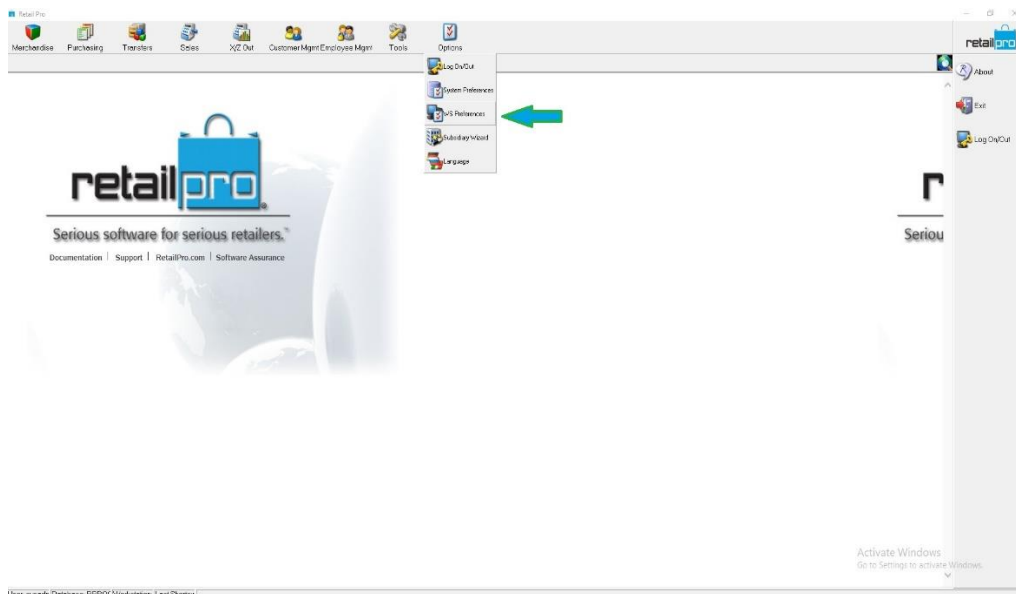 Retail Pro
Merchandise Purchasing Transfers Sales X/Z Out Customer Mgmt Employee Mgmt Tools Options
retail pro
Log On/Out
System Preferences
W/S Preferences
Subsidiary Wizard
Language
About
Exit
Log On/Out
retail pro
Serious software for serious retailers.™
Documentation | Support | RetailPro.com | Software Assurance
r
Seriou
Activate Windows
Go to Settings to activate Windows.